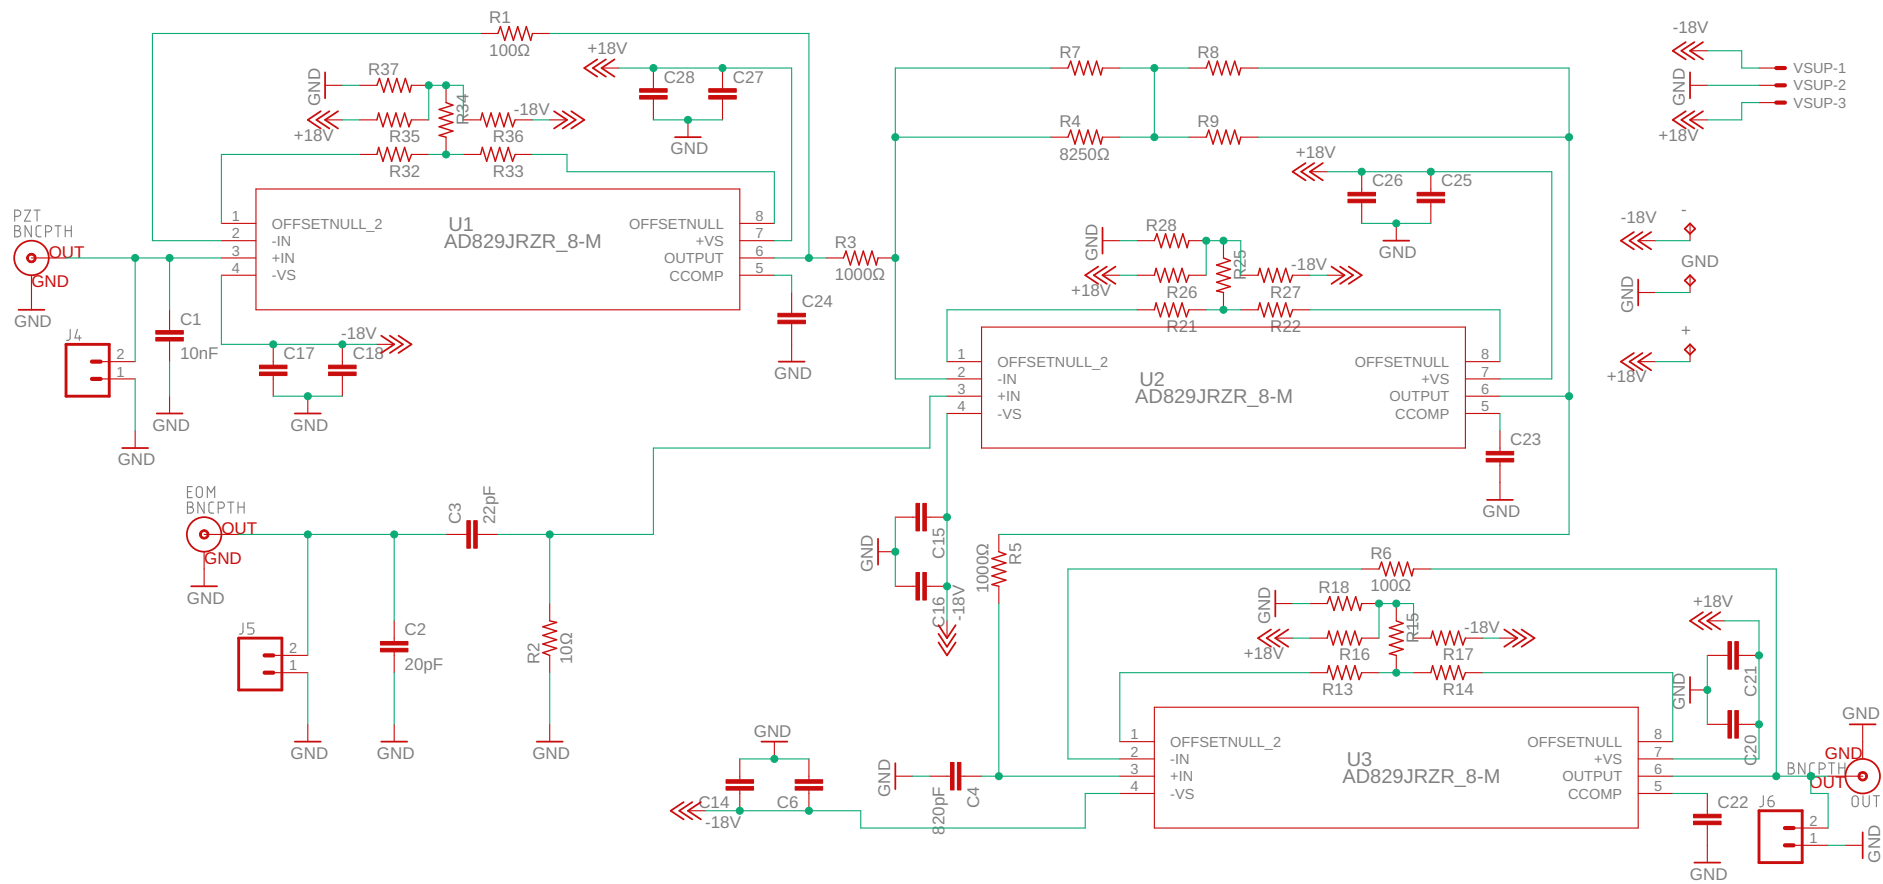 R1
100Ω
+18V
R37
GND
C28
C27
R34
-18V
+18V
R35
R36
GND
R32
R33
R7
R8
R4
8250Ω
R9
-18V
VSUP-1
GND
VSUP-2
VSUP-3
+18V
+18V
C26
C25
GND
PZT
BNCPTH
OUT
GND
GND
1
2
3
4
OFFSETNULL_2
-IN
+IN
-VS
U1
AD829JRZR_8-M
OFFSETNULL
+VS
OUTPUT
CCOMP
8
7
6
5
R3
1000Ω
C24
GND
J4
2
1
GND
C1
10nF
GND
-18V
C17
C18
GND
R28
GND
R25
-18V
+18V
R26
R27
R21
R22
-18V
-
GND
GND
+
+18V
1
2
3
4
OFFSETNULL_2
-IN
+IN
-VS
U2
AD829JRZR_8-M
OFFSETNULL
+VS
OUTPUT
CCOMP
8
7
6
5
C23
GND
EOM
BNCPTH
OUT
GND
GND
C3
22pF
J5
2
1
GND
C2
20pF
GND
R2
10Ω
GND
GND
C15
C16
-18V
1000Ω
R5
R6
100Ω
R18
GND
R15
-18V
+18V
R16
R17
R13
R14
+18V
C21
GND
C20
GND
C14
C6
-18V
GND
820pF
C4
1
2
3
4
OFFSETNULL_2
-IN
+IN
-VS
U3
AD829JRZR_8-M
OFFSETNULL
+VS
OUTPUT
CCOMP
8
7
6
5
C22
GND
GND
GND
BNCPTH
OUT
OUT
J6
2
1
GND